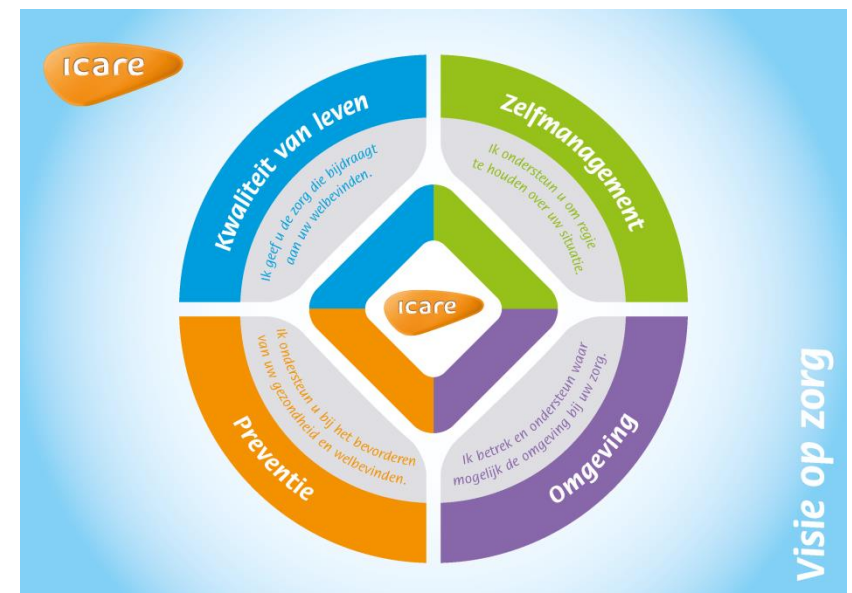 ıcare
Kwaliteit van leven
Ik geef u de zorg die bijdraagt
aan uw welbevinden.
Zelfmanagement
Ik ondersteun u om regie
te houden over uw situatie.
ıcare
Preventie
Ik ondersteun u bij het bevorderen
van uw gezondheid en welbevinden.
Omgeving
Ik betrek en ondersteun waar
mogelijk de omgeving bij uw zorg.
Visie op zorg